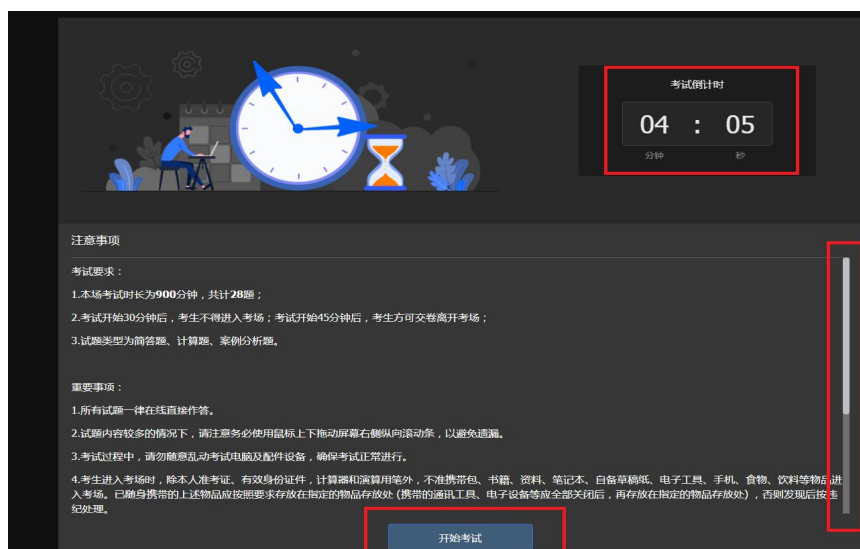 考试倒计时
04 : 05
分钟 秒
注意事项
考试要求：
1.本场考试时长为900分钟，共计28题；
2.考试开始30分钟后，考生不得进入考场；考试开始45分钟后，考生方可交卷离开考场；
3.试题类型为简答题、计算题、案例分析题。
重要事项：
1.所有试题一律在线直接作答。
2.试题内容较多的情况下，请注意务必使用鼠标上下拖动屏幕右侧纵向滚动条，以避免遗漏。
3.考试过程中，请勿随意乱动考试电脑及配件设备，确保考试正常进行。
4.考生进入考场时，除本人准考证、有效身份证件，计算器和演算用笔外，不准携带包、书籍、资料、笔记本、自备草稿纸、电子工具、手机、食物、饮料等物品进
入考场。已随身携带的上述物品应按照要求存放在指定的物品存放处（携带的通讯工具、电子设备等应全部关闭后，再存放在指定的物品存放处），否则发现后按违
纪处理。
开始考试